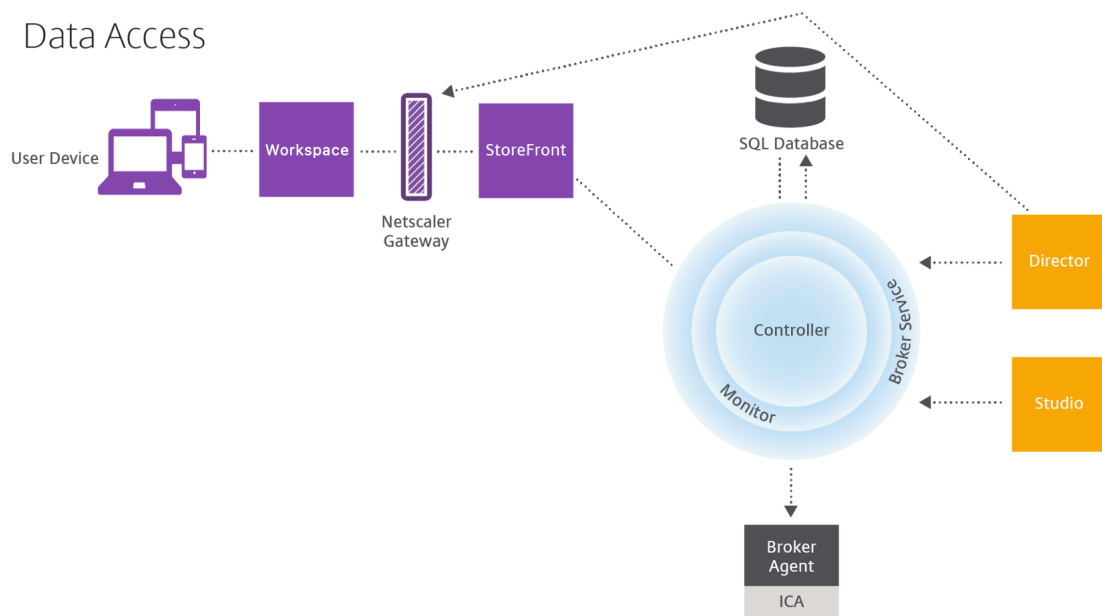 Data Access
User Device
Workspace
Netscaler
Gateway
StoreFront
SQL Database
Controller
Monitor
Broker Service
Director
Studio
Broker
Agent
ICA